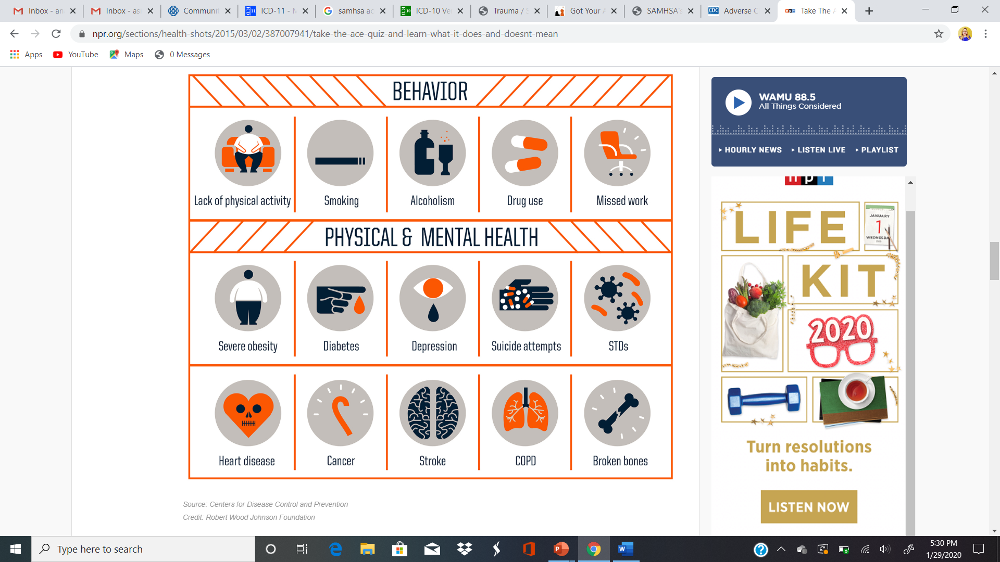 Inbox - an
Inbox - as
Communit
ICD-11 - M
samhsa ac
ICD-10 Ve
Trauma / S
Got Your A
SAMHSA's
Adverse C
Take The A
npr.org/sections/health-shots/2015/03/02/387007941/take-the-ace-quiz-and-learn-what-it-does-and-doesnt-mean
Apps
YouTube
Maps
0 Messages
BEHAVIOR
Lack of physical activity
Smoking
Alcoholism
Drug use
Missed work
PHYSICAL & MENTAL HEALTH
Severe obesity
Diabetes
Depression
Suicide attempts
STDs
Heart disease
Cancer
Stroke
COPD
Broken bones
Source: Centers for Disease Control and Prevention
Credit: Robert Wood Johnson Foundation
WAMU 88.5
All Things Considered
HOURLY NEWS
LISTEN LIVE
PLAYLIST
npr
LIFE
JANUARY
1
WEDNESDAY
2020
KIT
2020
Turn resolutions
into habits.
LISTEN NOW
Type here to search
5:30 PM
1/29/2020